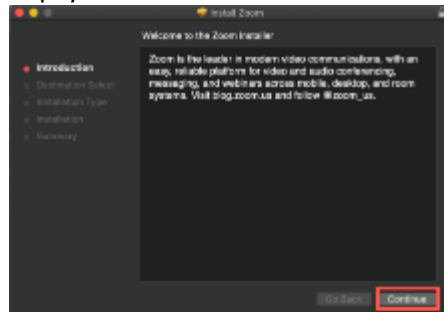 Install Zoom
Welcome to the Zoom Installer
Introduction
Destination Select
Installation Type
Installation
Summary
Zoom is the leader in modern video communications, with an
easy, reliable platform for video and audio conferencing,
messaging, and webinars across mobile, desktop, and room
systems. Visit blog.zoom.us and follow @zoom_us.
Go Back
Continue